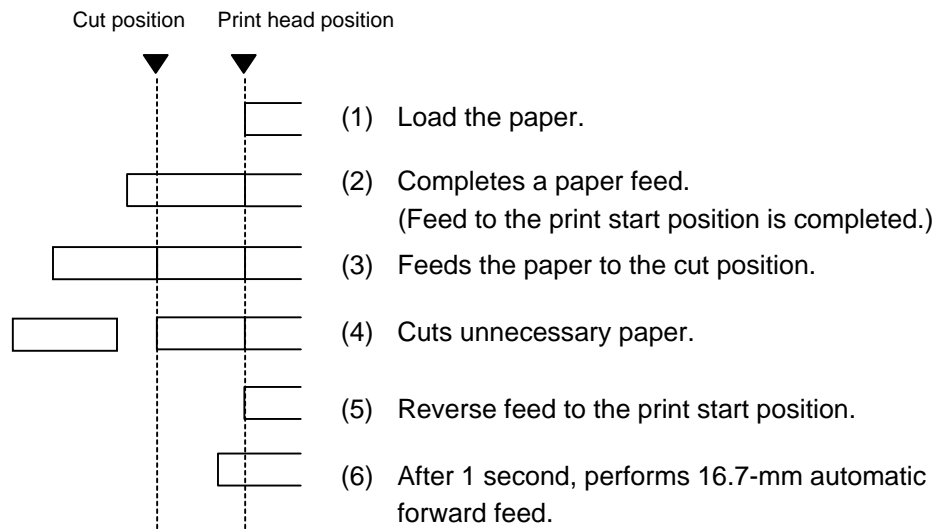 Cut position Print head position
(1) Load the paper.
(2) Completes a paper feed.
(Feed to the print start position is completed.)
(3) Feeds the paper to the cut position.
(4) Cuts unnecessary paper.
(5) Reverse feed to the print start position.
(6) After 1 second, performs 16.7-mm automatic
forward feed.